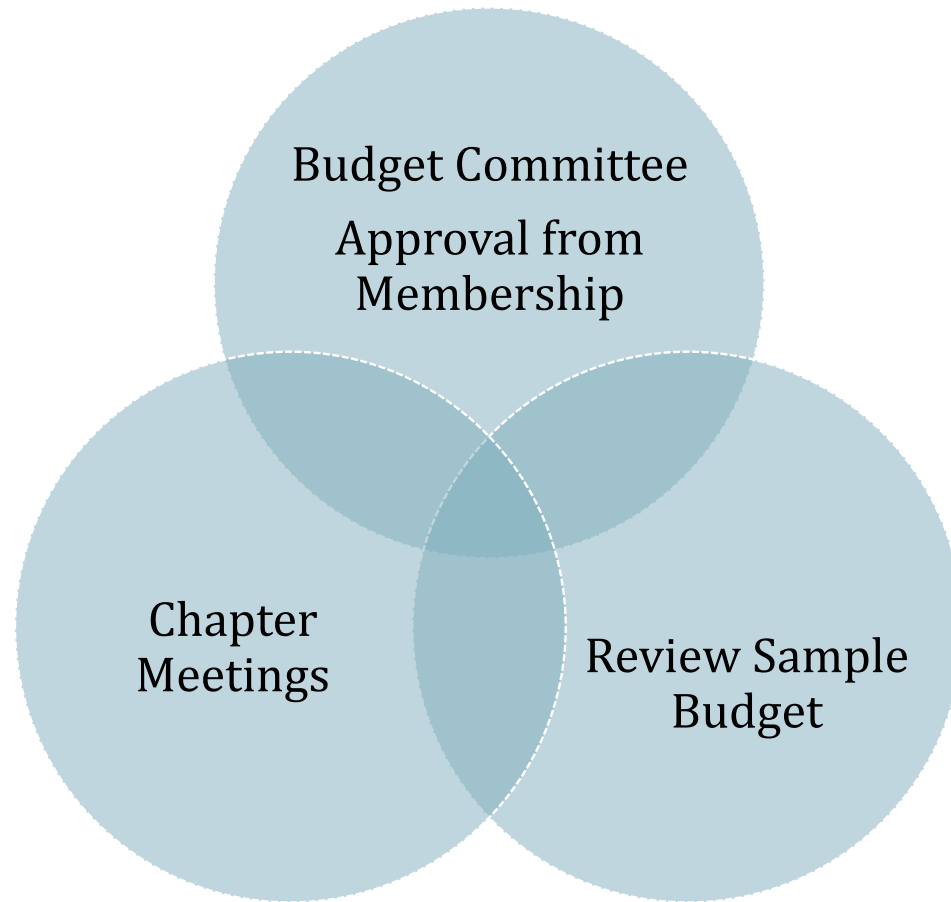 Budget Committee
Approval from
Membership
Chapter
Meetings
Review Sample
Budget